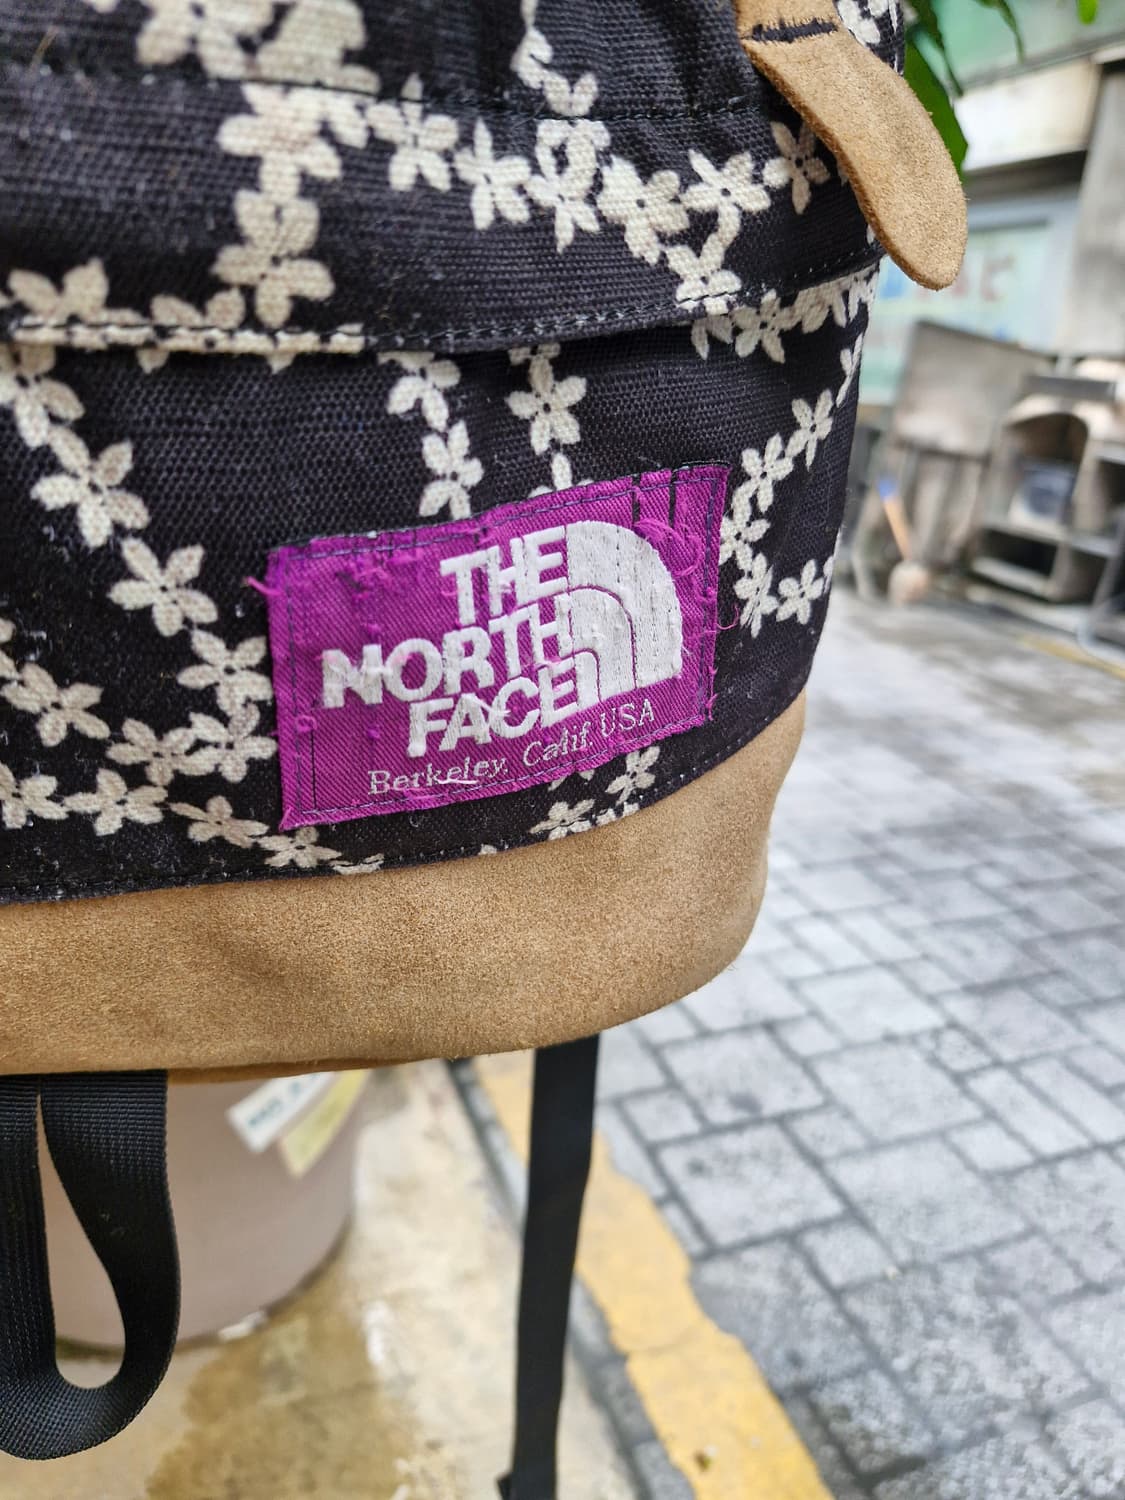 THE
NORTH
FACE
Berkeley, Calif. USA